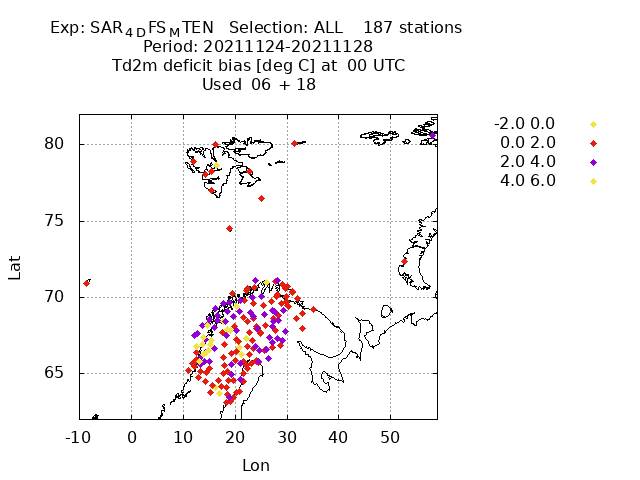 Exp: SAR4DFSMTEN Selection: ALL 187 stations
Period: 20211124-20211128
Td2m deficit bias [deg C] at 00 UTC
Used 06 + 18
-2.0 0.0
0.0 2.0
2.0 4.0
4.0 6.0
80
75
70
65
Lat
-10 0 10 20 30 40 50
Lon